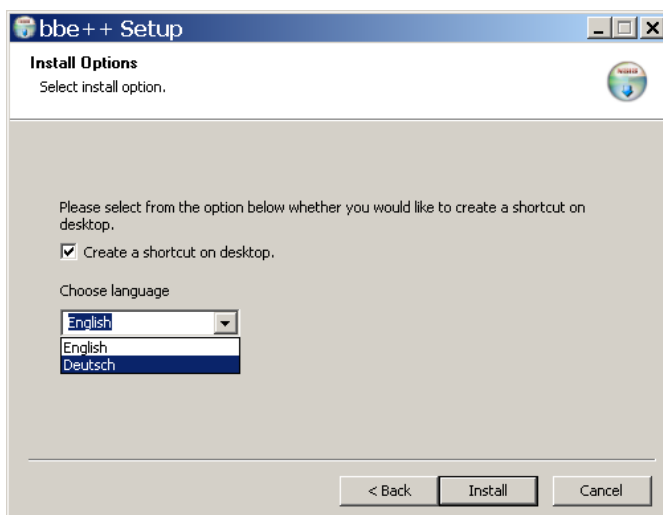 bbe++ Setup
Install Options
Select install option.
Please select from the option below whether you would like to create a shortcut on
desktop.
Create a shortcut on desktop.
Choose language
English
English
Deutsch
< Back
Install
Cancel